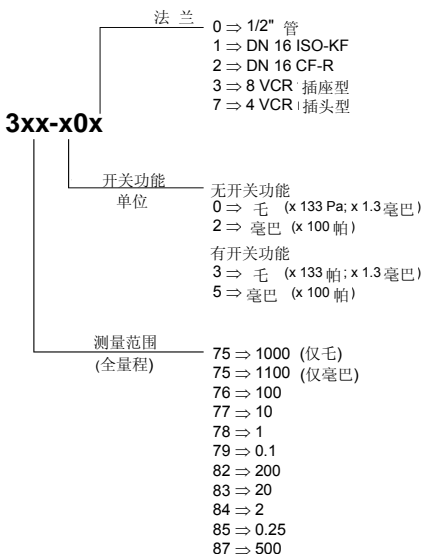 法 兰
0 ⇒ 1/2" 管
1 ⇒ DN 16 ISO-KF
2 ⇒ DN 16 CF-R
3 ⇒ 8 VCR 插座型
7 ⇒ 4 VCR 插头型
3xx-x0x
开关功能
单位
无开关功能
0 ⇒ 毛 (x 133 Pa; x 1.3 毫巴)
2 ⇒ 毫巴 (x 100 帕)
有开关功能
3 ⇒ 毛 (x 133 帕; x 1.3 毫巴)
5 ⇒ 毫巴 (x 100 帕)
测量范围
(全量程)
75 ⇒ 1000 (仅毛)
75 ⇒ 1100 (仅毫巴)
76 ⇒ 100
77 ⇒ 10
78 ⇒ 1
79 ⇒ 0.1
82 ⇒ 200
83 ⇒ 20
84 ⇒ 2
85 ⇒ 0.25
87 ⇒ 500